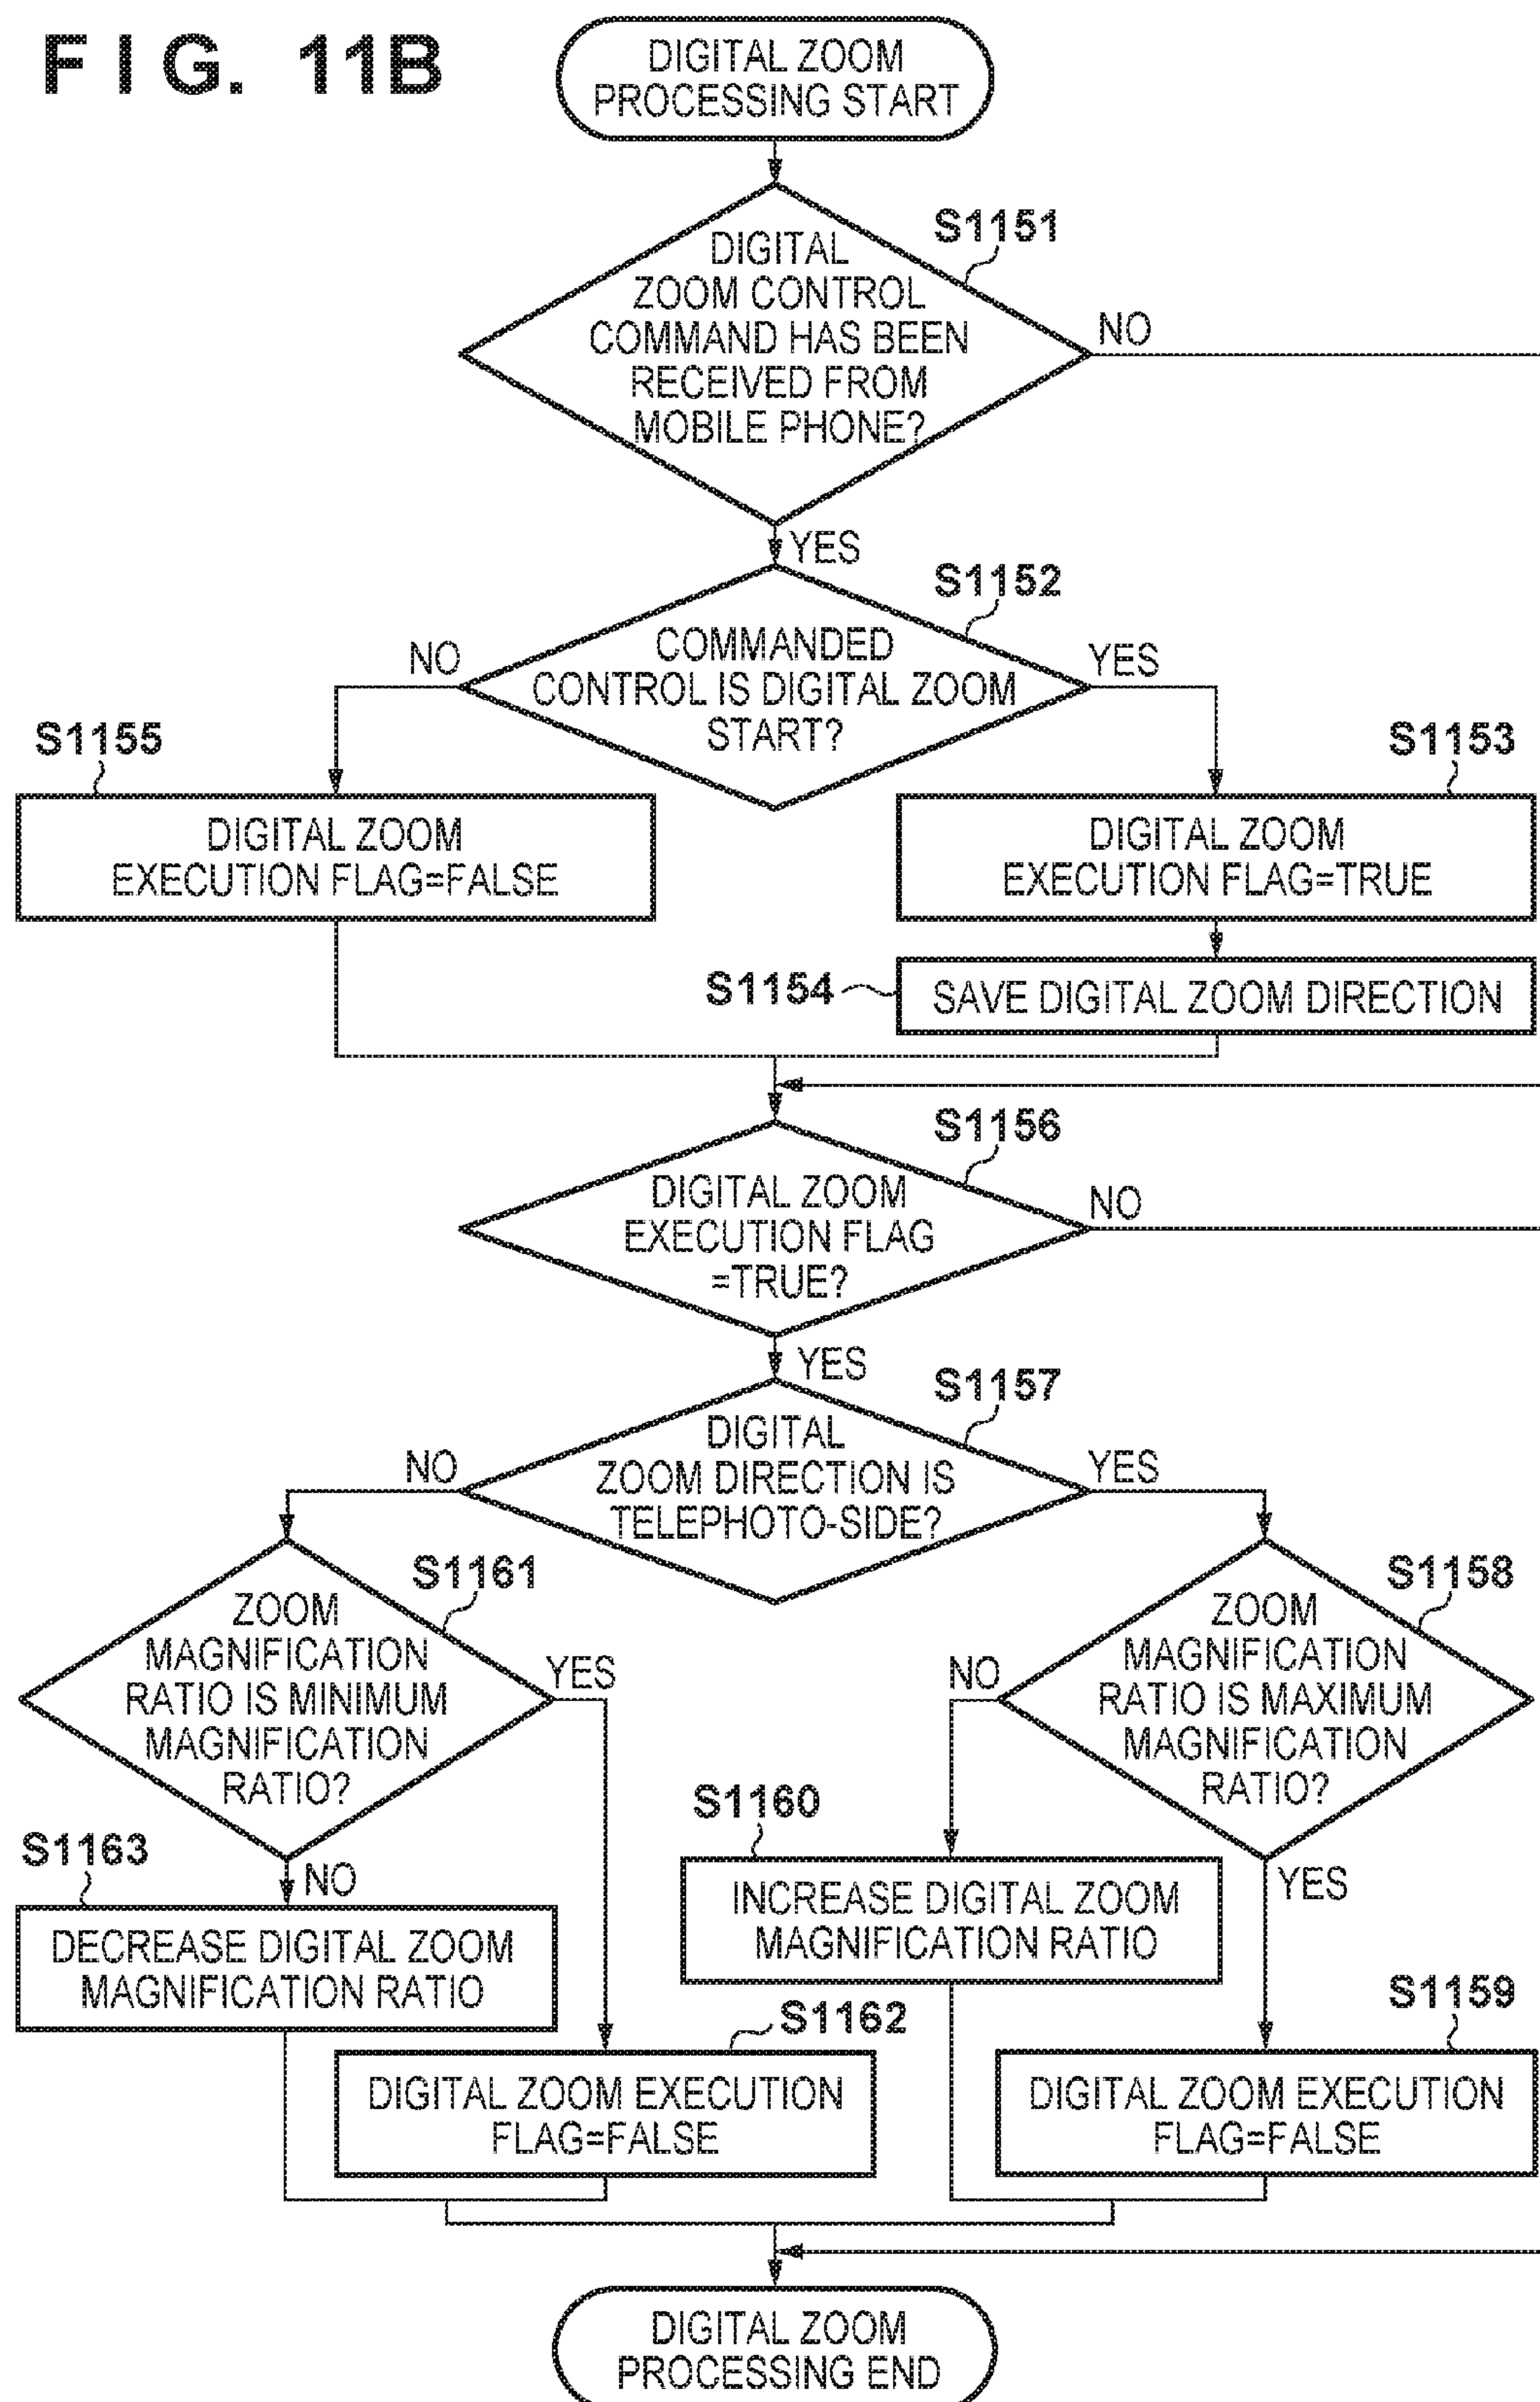 FIG. 11B
DIGITAL ZOOM
PROCESSING START
S1151
DIGITAL
ZOOM CONTROL
COMMAND HAS BEEN
RECEIVED FROM
MOBILE PHONE?
NO
YES
S1152
COMMANDED
CONTROL IS DIGITAL ZOOM
START?
NO
YES
S1155
DIGITAL ZOOM
EXECUTION FLAG=FALSE
S1153
DIGITAL ZOOM
EXECUTION FLAG=TRUE
S1154
SAVE DIGITAL ZOOM DIRECTION
S1156
DIGITAL ZOOM
EXECUTION FLAG
=TRUE?
NO
YES
S1157
DIGITAL
ZOOM DIRECTION IS
TELEPHOTO-SIDE?
NO
YES
S1161
ZOOM
MAGNIFICATION
RATIO IS MINIMUM
MAGNIFICATION
RATIO?
YES
NO
S1158
ZOOM
MAGNIFICATION
RATIO IS MAXIMUM
MAGNIFICATION
RATIO?
NO
YES
S1163
DECREASE DIGITAL ZOOM
MAGNIFICATION RATIO
S1160
INCREASE DIGITAL ZOOM
MAGNIFICATION RATIO
S1162
DIGITAL ZOOM EXECUTION
FLAG=FALSE
S1159
DIGITAL ZOOM EXECUTION
FLAG=FALSE
DIGITAL ZOOM
PROCESSING END